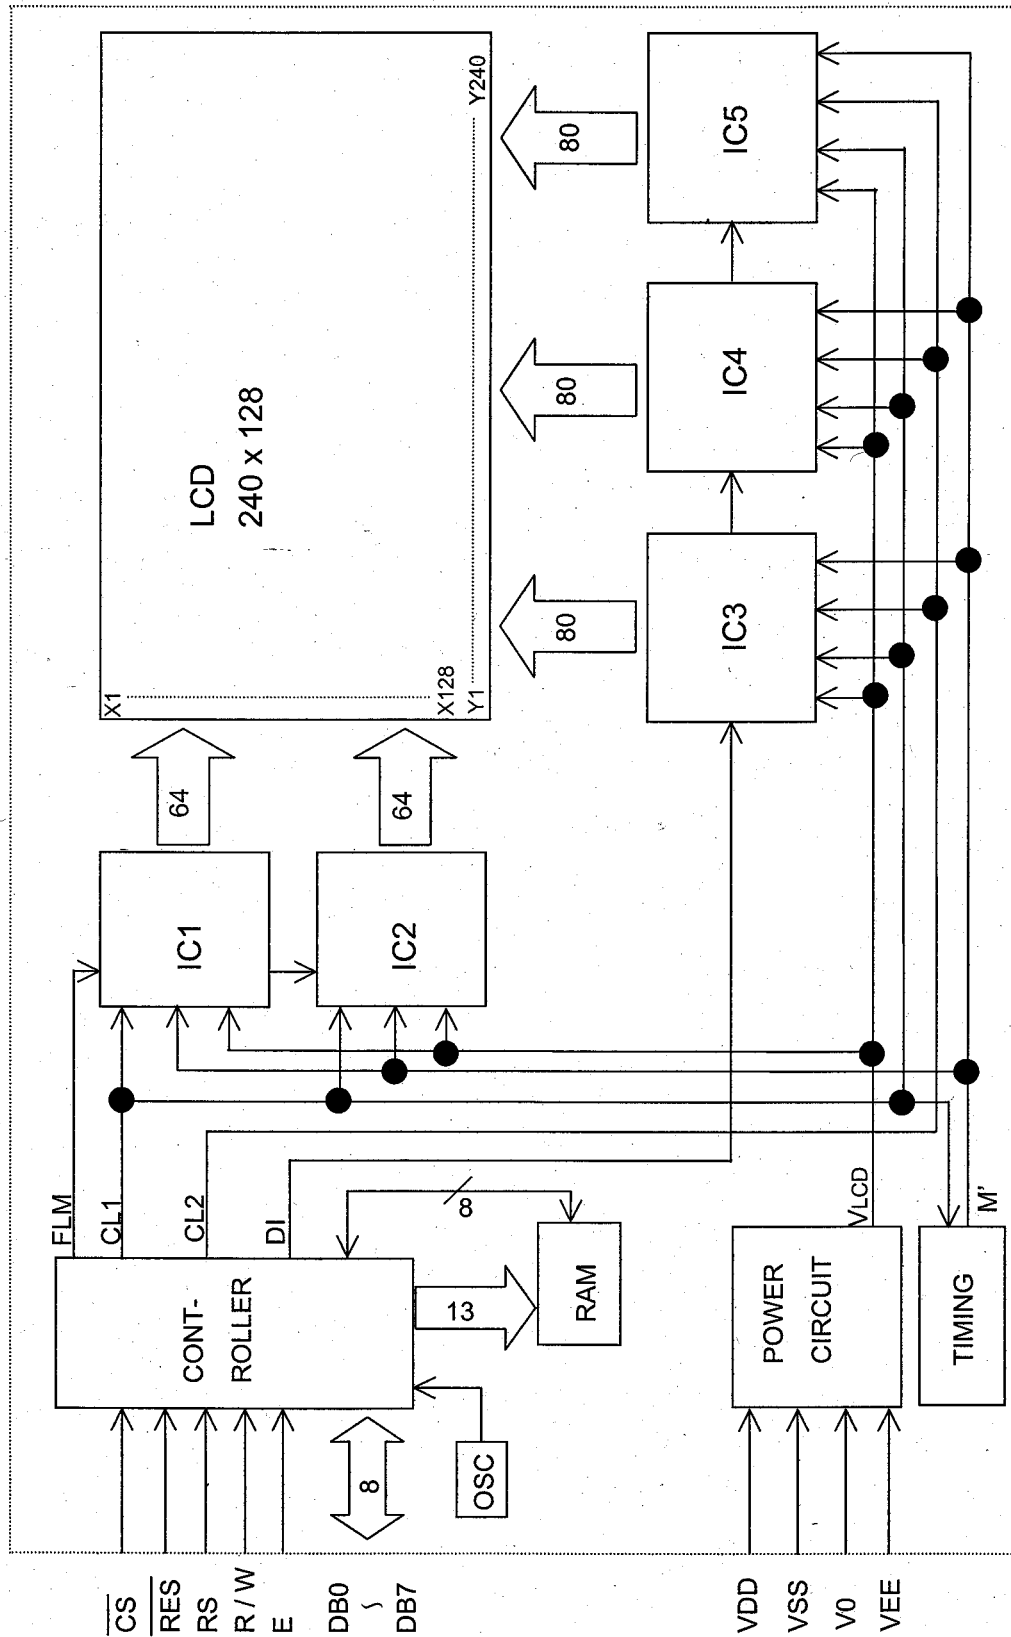 CS
RES
RS
R / W
E
DB0
~
DB7
8
OSC
CONT-
ROLLER
FLM
CL1
CL2
DI
13
8
RAM
IC1
IC2
64
64
X1
X128
Y1
Y240
LCD
240 x 128
80
80
80
IC3
IC4
IC5
VDD
VSS
V0
VEE
POWER
CIRCUIT
VLCD
TIMING
M'